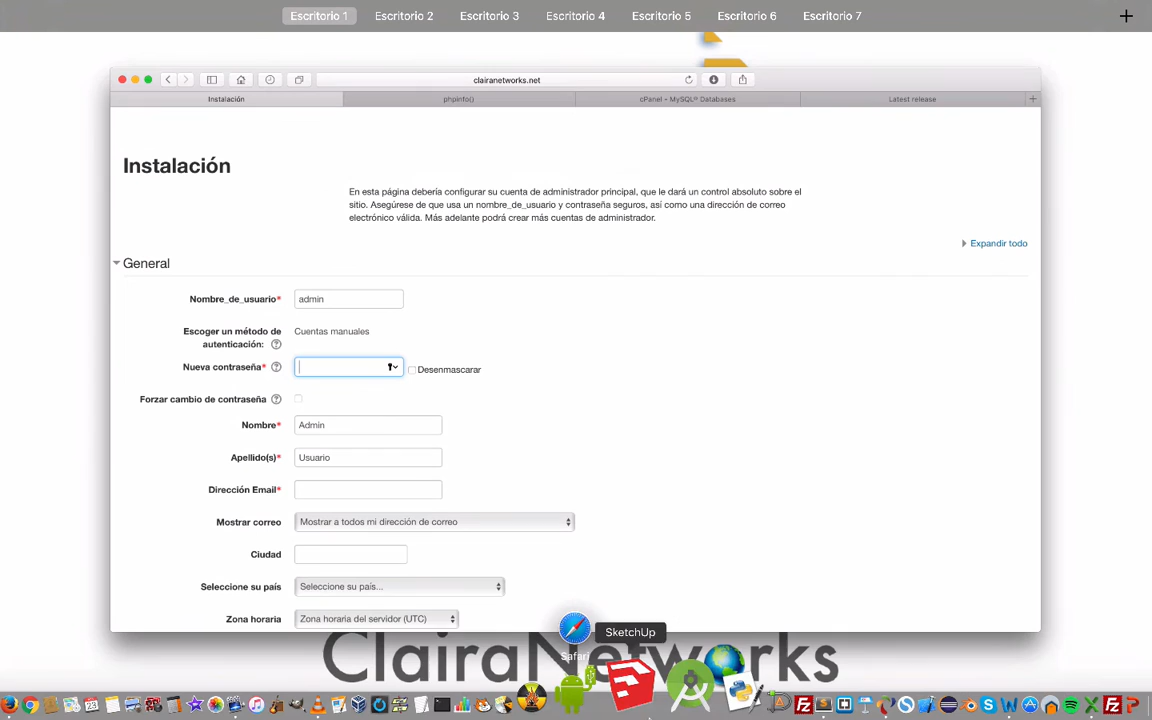 Escritorio 1 Escritorio 2 Escritorio 3 Escritorio 4 Escritorio 5 Escritorio 6 Escritorio 7
clairanetworks.net
Instalación phpinfo() cPanel - MySQL® Databases Latest release
Instalación
En esta página debería configurar su cuenta de administrador principal, que le dará un control absoluto sobre el
sitio. Asegúrese de que usa un nombre_de_usuario y contraseña seguros, así como una dirección de correo
electrónico válida. Más adelante podrá crear más cuentas de administrador.
Expandir todo
General
Nombre_de_usuario* admin
Escoger un método de
autenticación: Cuentas manuales
Nueva contraseña* Desenmascarar
Forzar cambio de contraseña
Nombre* Admin
Apellido(s)* Usuario
Dirección Email*
Mostrar correo Mostrar a todos mi dirección de correo
Ciudad
Seleccione su país Seleccione su país...
Zona horaria Zona horaria del servidor (UTC)
SketchUp
Safari
ClairaNetworks